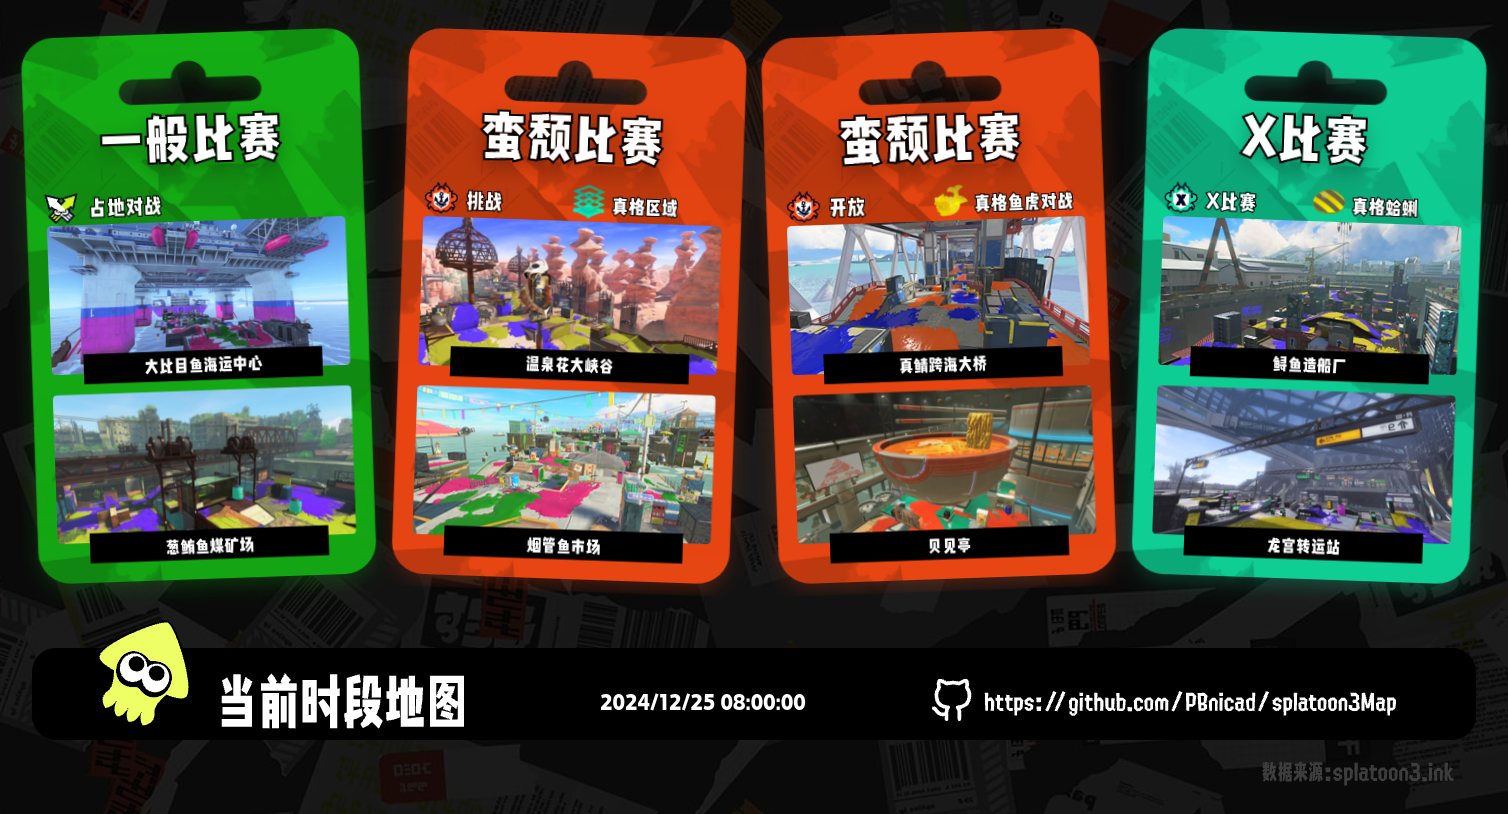 一般比赛
占地对战
大比目鱼海运中心
葱鲔鱼煤矿场
蛮颓比赛
挑战
真格区域
温泉花大峡谷
烟管鱼市场
蛮颓比赛
开放
真格鱼虎对战
真鲷跨海大桥
贝见亭
X比赛
X比赛
真格蛤蜊
鲟鱼造船厂
龙宫转运站
当前时段地图
2024/12/25 08:00:00
https://github.com/PBnicad/splatoon3Map
数据来源:splatoon3.ink